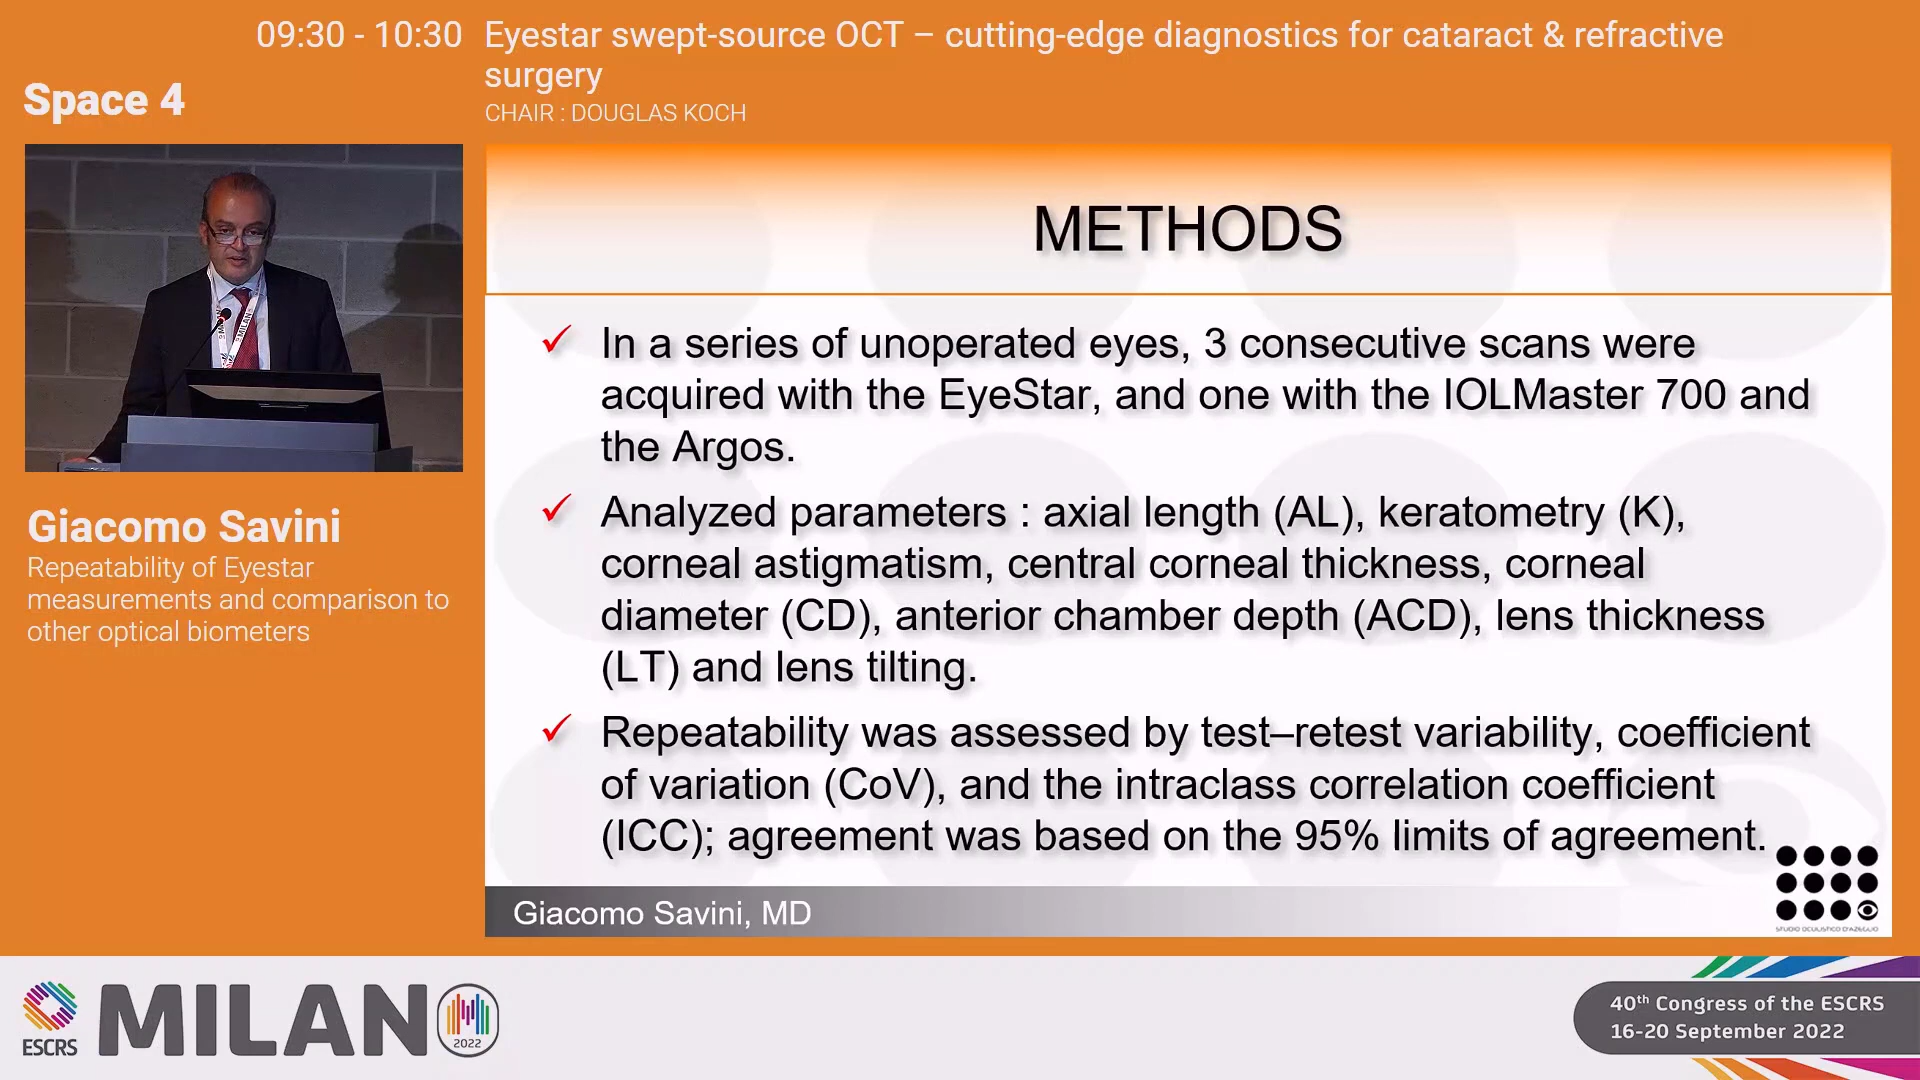 09:30 - 10:30 Eyestar swept-source OCT – cutting-edge diagnostics for cataract & refractive
surgery
CHAIR : DOUGLAS KOCH
Space 4
METHODS
✓ In a series of unoperated eyes, 3 consecutive scans were
acquired with the EyeStar, and one with the IOLMaster 700 and
the Argos.
✓ Analyzed parameters : axial length (AL), keratometry (K),
corneal astigmatism, central corneal thickness, corneal
diameter (CD), anterior chamber depth (ACD), lens thickness
(LT) and lens tilting.
✓ Repeatability was assessed by test–retest variability, coefficient
of variation (CoV), and the intraclass correlation coefficient
(ICC); agreement was based on the 95% limits of agreement.
Giacomo Savini, MD
STUDIO OCULISTICO D'AZEGLIO
Giacomo Savini
Repeatability of Eyestar
measurements and comparison to
other optical biometers
MILAN
ESCRS
MILANO
2022
40th Congress of the ESCRS
16-20 September 2022